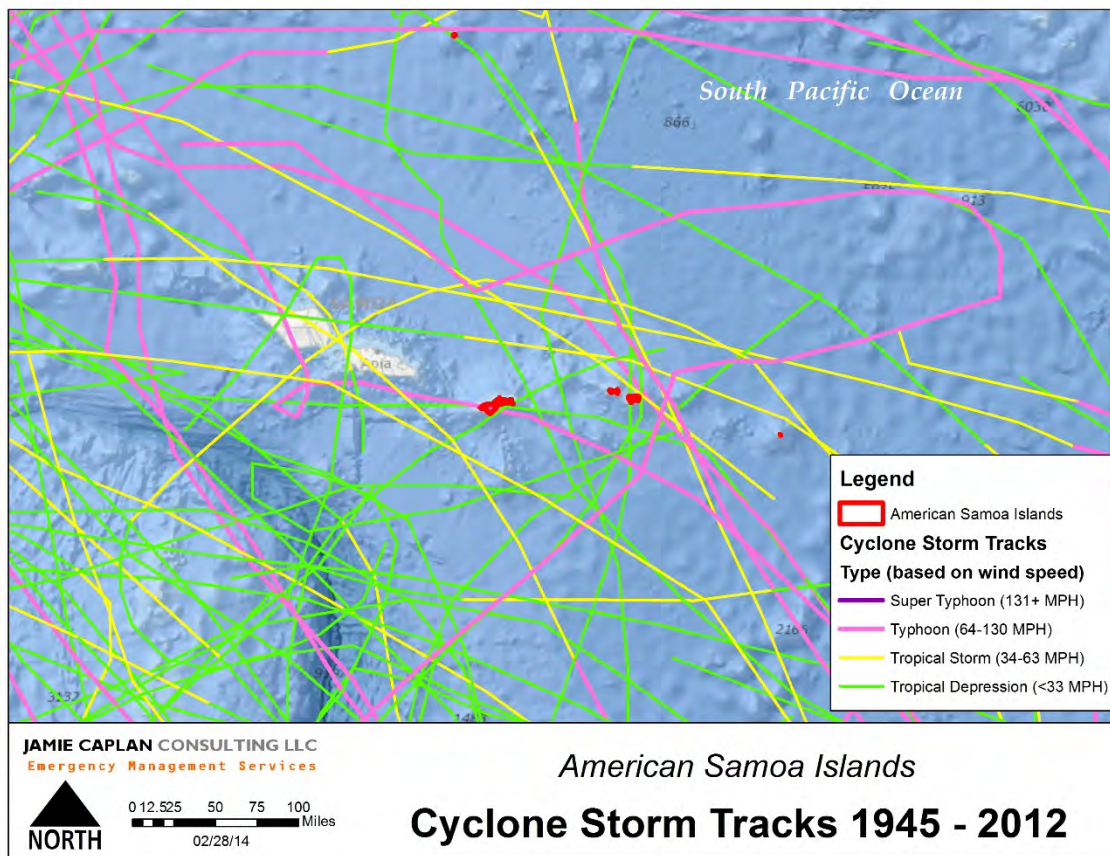 South Pacific Ocean
5030
866
913
Apia
2165
3132
Legend
American Samoa Islands
Cyclone Storm Tracks
Type (based on wind speed)
Super Typhoon (131+ MPH)
Typhoon (64-130 MPH)
Tropical Storm (34-63 MPH)
Tropical Depression (<33 MPH)
JAMIE CAPLAN CONSULTING LLC
Emergency Management Services
NORTH
0 12.525 50 75 100
Miles
02/28/14
American Samoa Islands
Cyclone Storm Tracks 1945 - 2012